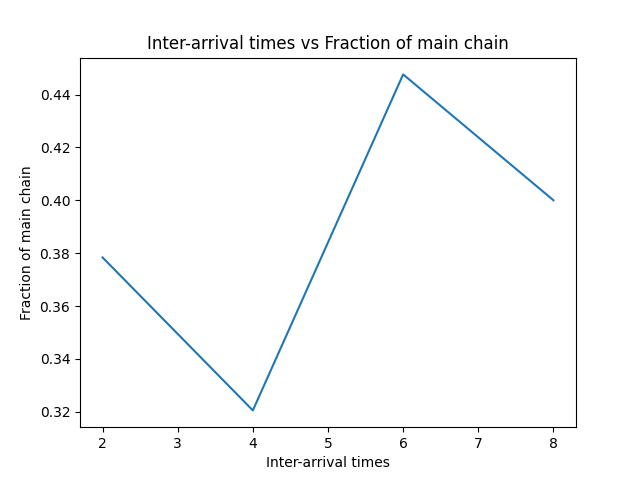 Inter-arrival times vs Fraction of main chain
Fraction of main chain
0.44
0.42
0.40
0.38
0.36
0.34
0.32
2 3 4 5 6 7 8
Inter-arrival times